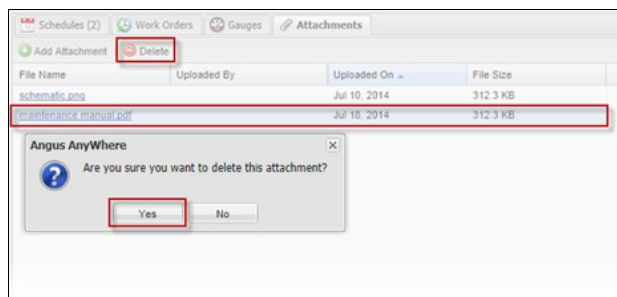 Schedules (2) Work Orders Gauges Attachments
Add Attachment Delete
File Name Uploaded By Uploaded On File Size
schematic.png Jul 10, 2014 312.3 KB
maintenance manual.pdf Jul 18, 2014 312.3 KB
Angus AnyWhere
Are you sure you want to delete this attachment?
Yes No